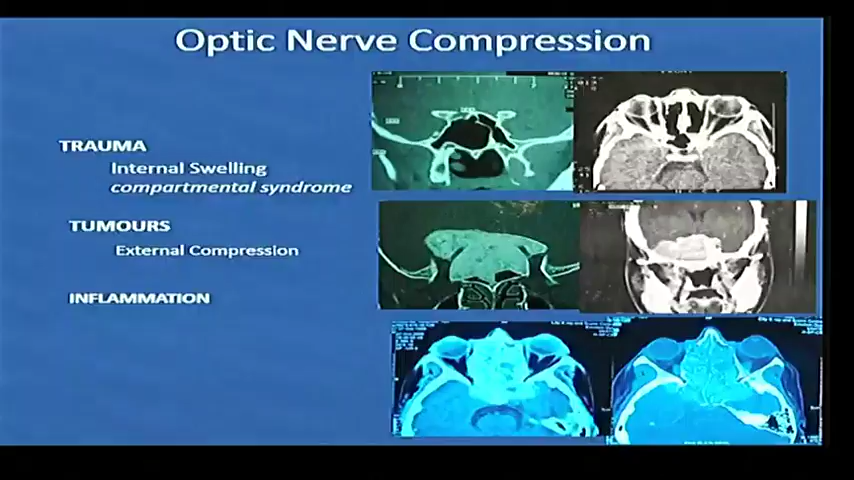 Optic Nerve Compression
TRAUMA
Internal Swelling
compartmental syndrome
TUMOURS
External Compression
INFLAMMATION